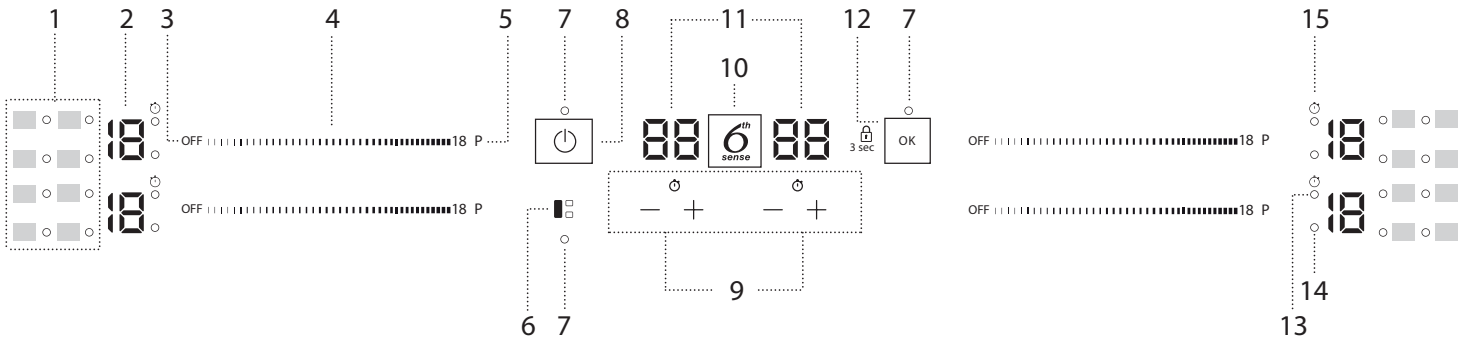 1 2 3 4 5 7 8 11 12 7 15
10
18 OFF 18 P 88 6th sense 88 3 sec OK OFF 18 P 18
18 OFF 18 P − + − + OFF 18 P 18
9
6 7 14
13